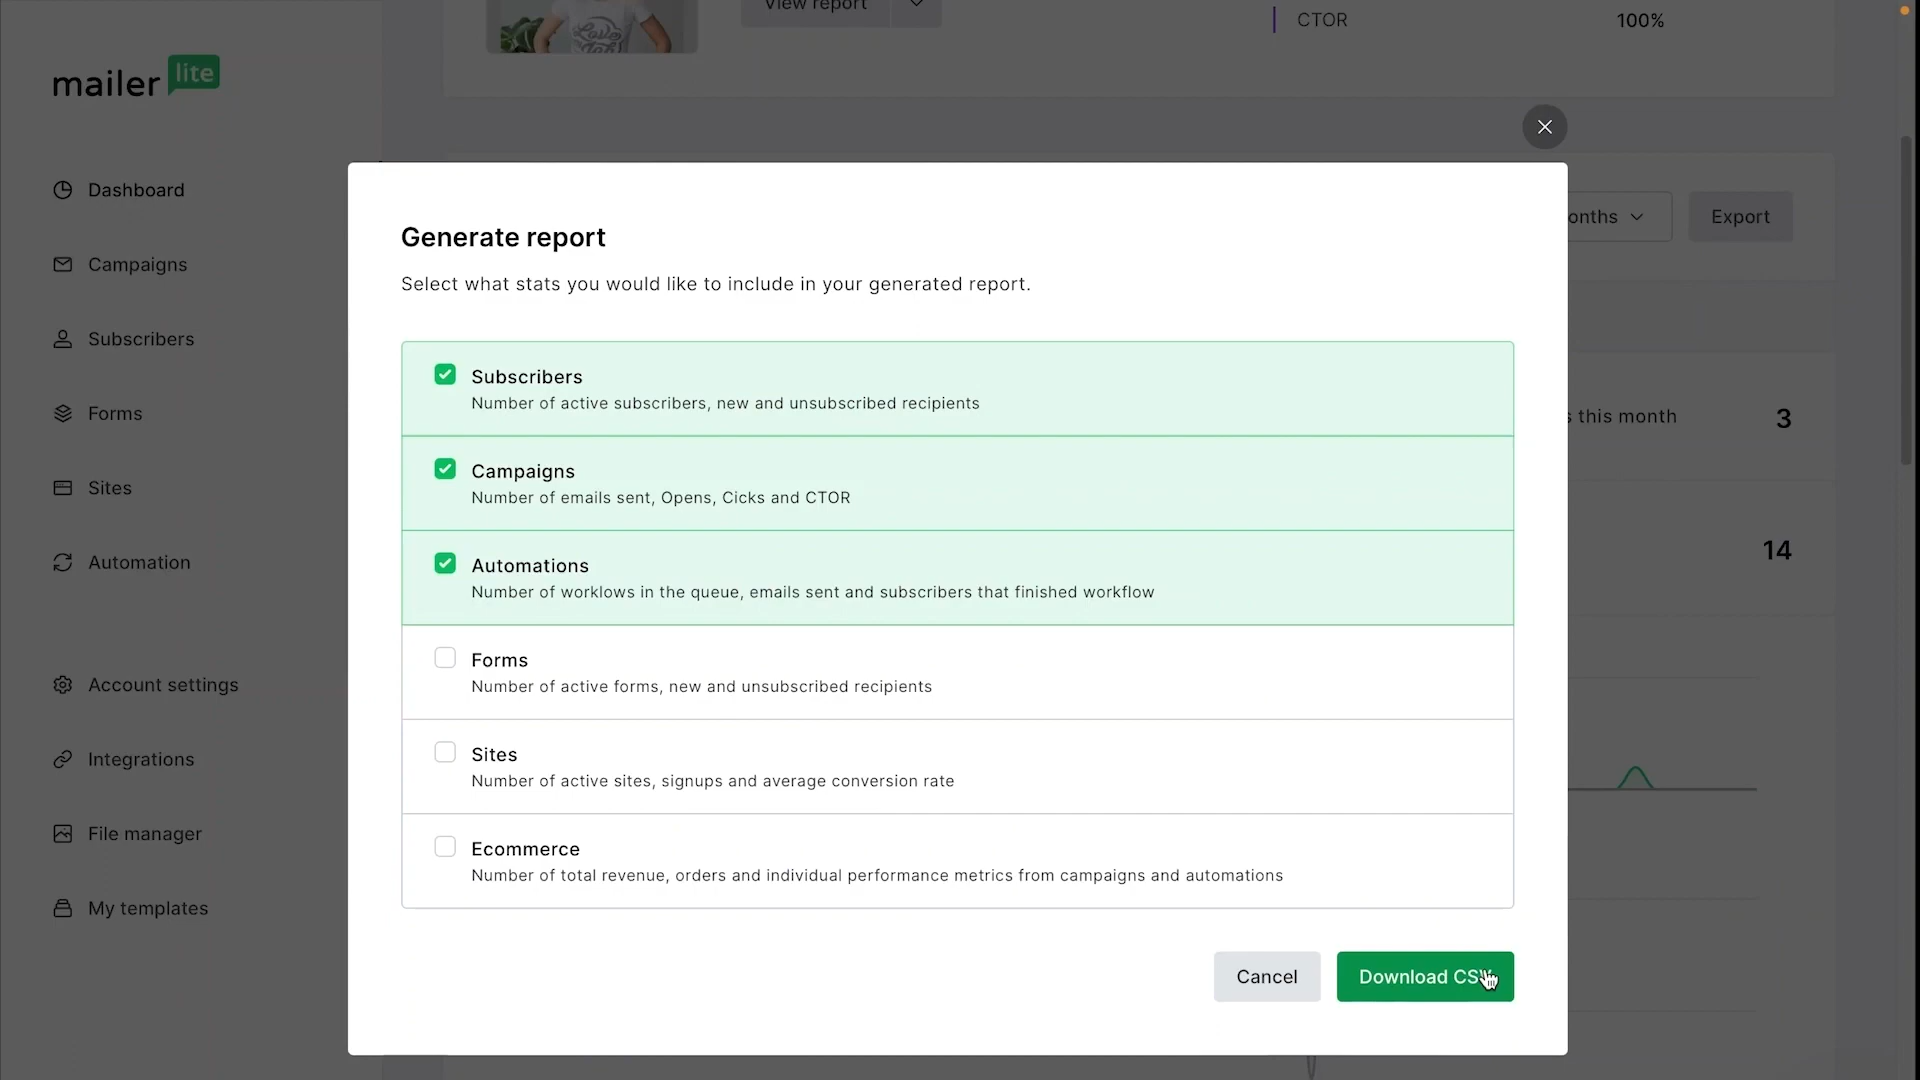 View report
CTOR 100%
mailer lite
Dashboard
Campaigns
Subscribers
Forms
Sites
Automation
Account settings
Integrations
File manager
My templates
Generate report
Select what stats you would like to include in your generated report.
Subscribers
Number of active subscribers, new and unsubscribed recipients
Campaigns
Number of emails sent, Opens, Cicks and CTOR
Automations
Number of worklows in the queue, emails sent and subscribers that finished workflow
Forms
Number of active forms, new and unsubscribed recipients
Sites
Number of active sites, signups and average conversion rate
Ecommerce
Number of total revenue, orders and individual performance metrics from campaigns and automations
Cancel
Download CSV
onths
Export
s this month 3
14